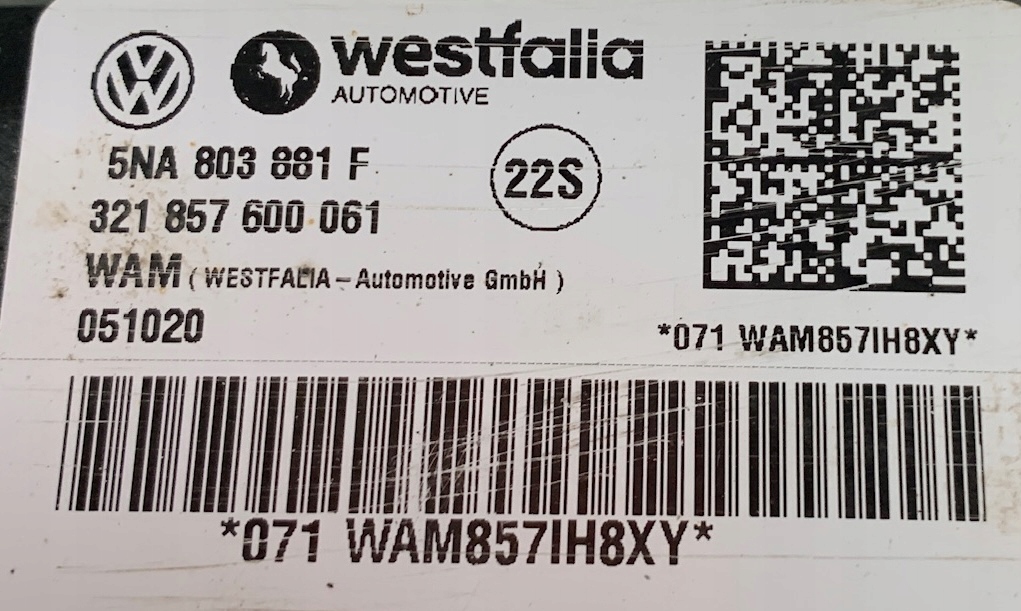 westfalia
AUTOMOTIVE
5NA 803 881 F
22S
321 857 600 061
WAM ( WESTFALIA-Automotive GmbH )
051020
*071 WAM857IH8XY*
*071 WAM857IH8XY*